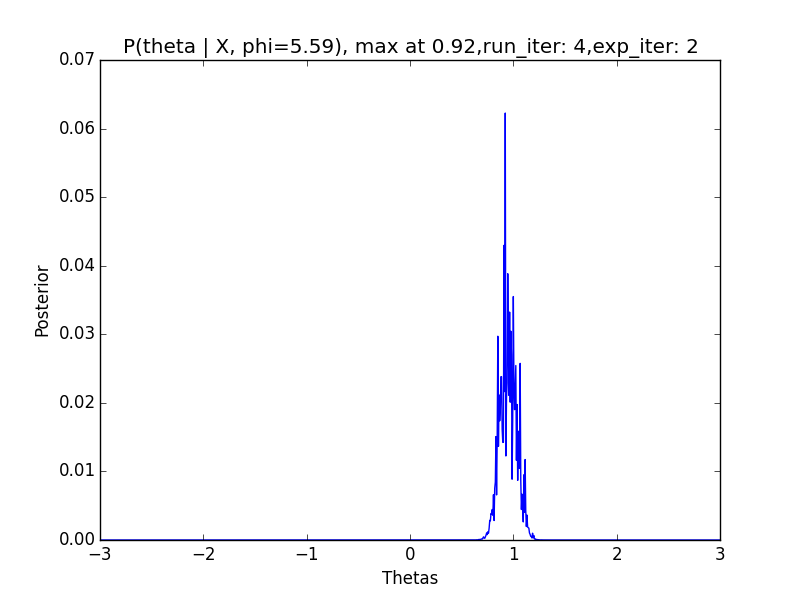 P(theta | X, phi=5.59), max at 0.92,run_iter: 4,exp_iter: 2
0.07
0.06
0.05
0.04
0.03
0.02
0.01
0.00
Posterior
−3 −2 −1 0 1 2 3
Thetas